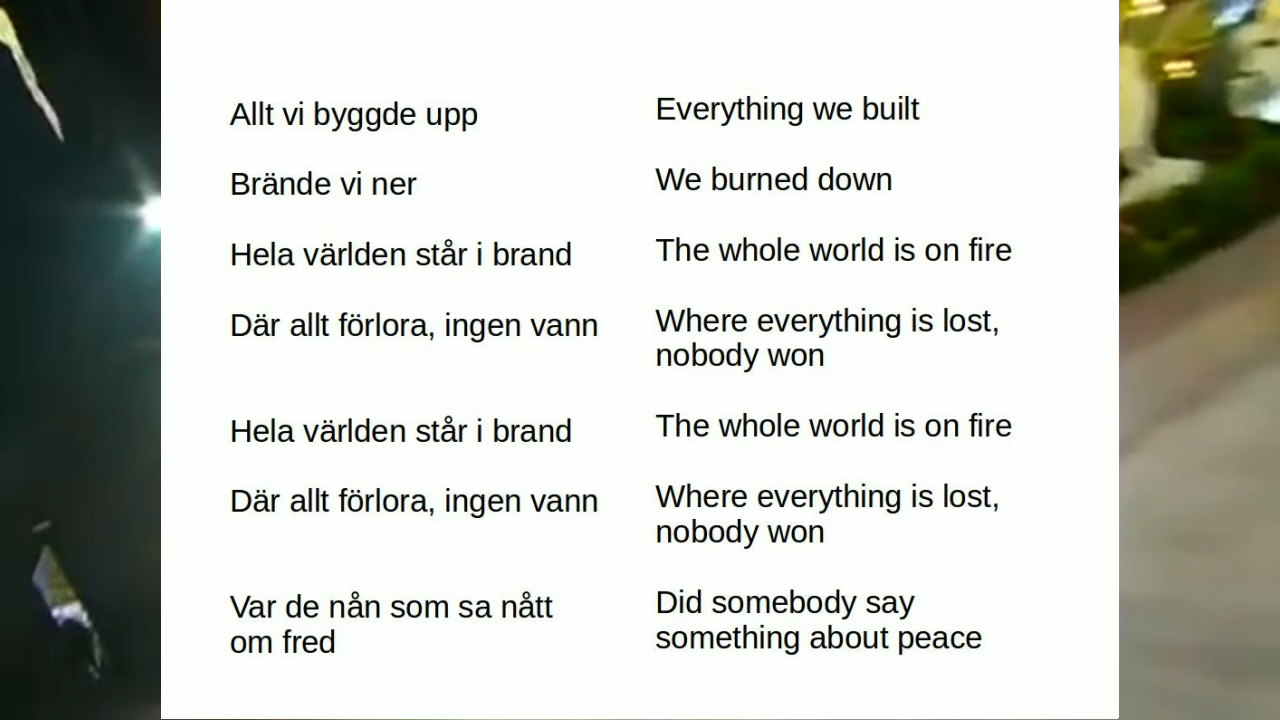 Allt vi byggde upp
Brände vi ner
Hela världen står i brand
Där allt förlora, ingen vann
Hela världen står i brand
Där allt förlora, ingen vann
Var de nån som sa nått
om fred
Everything we built
We burned down
The whole world is on fire
Where everything is lost,
nobody won
The whole world is on fire
Where everything is lost,
nobody won
Did somebody say
something about peace